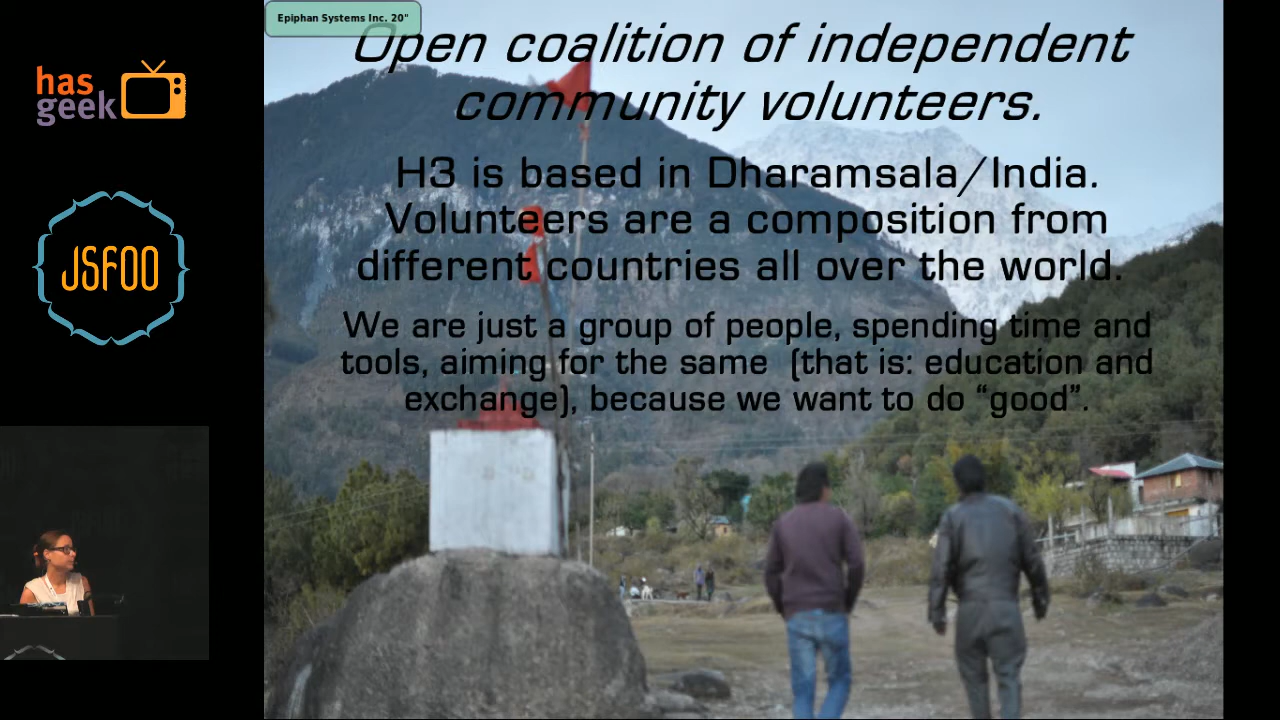 Epiphan Systems Inc. 20"
has
geek
JSFOO
Open coalition of independent
community volunteers.
H3 is based in Dharamsala/India.
Volunteers are a composition from
different countries all over the world.
We are just a group of people, spending time and
tools, aiming for the same (that is: education and
exchange), because we want to do “good”.